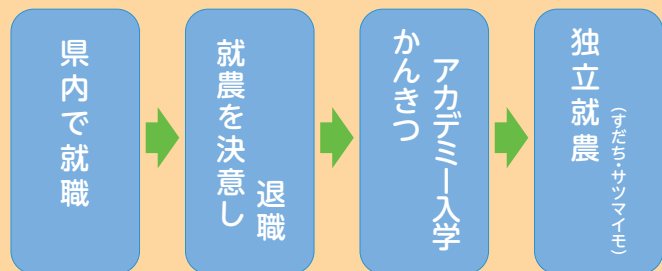 県内で就職
就農を決意し
退職
かんきつ
アカデミー入学
独立就農
(すだち・サツマイモ)